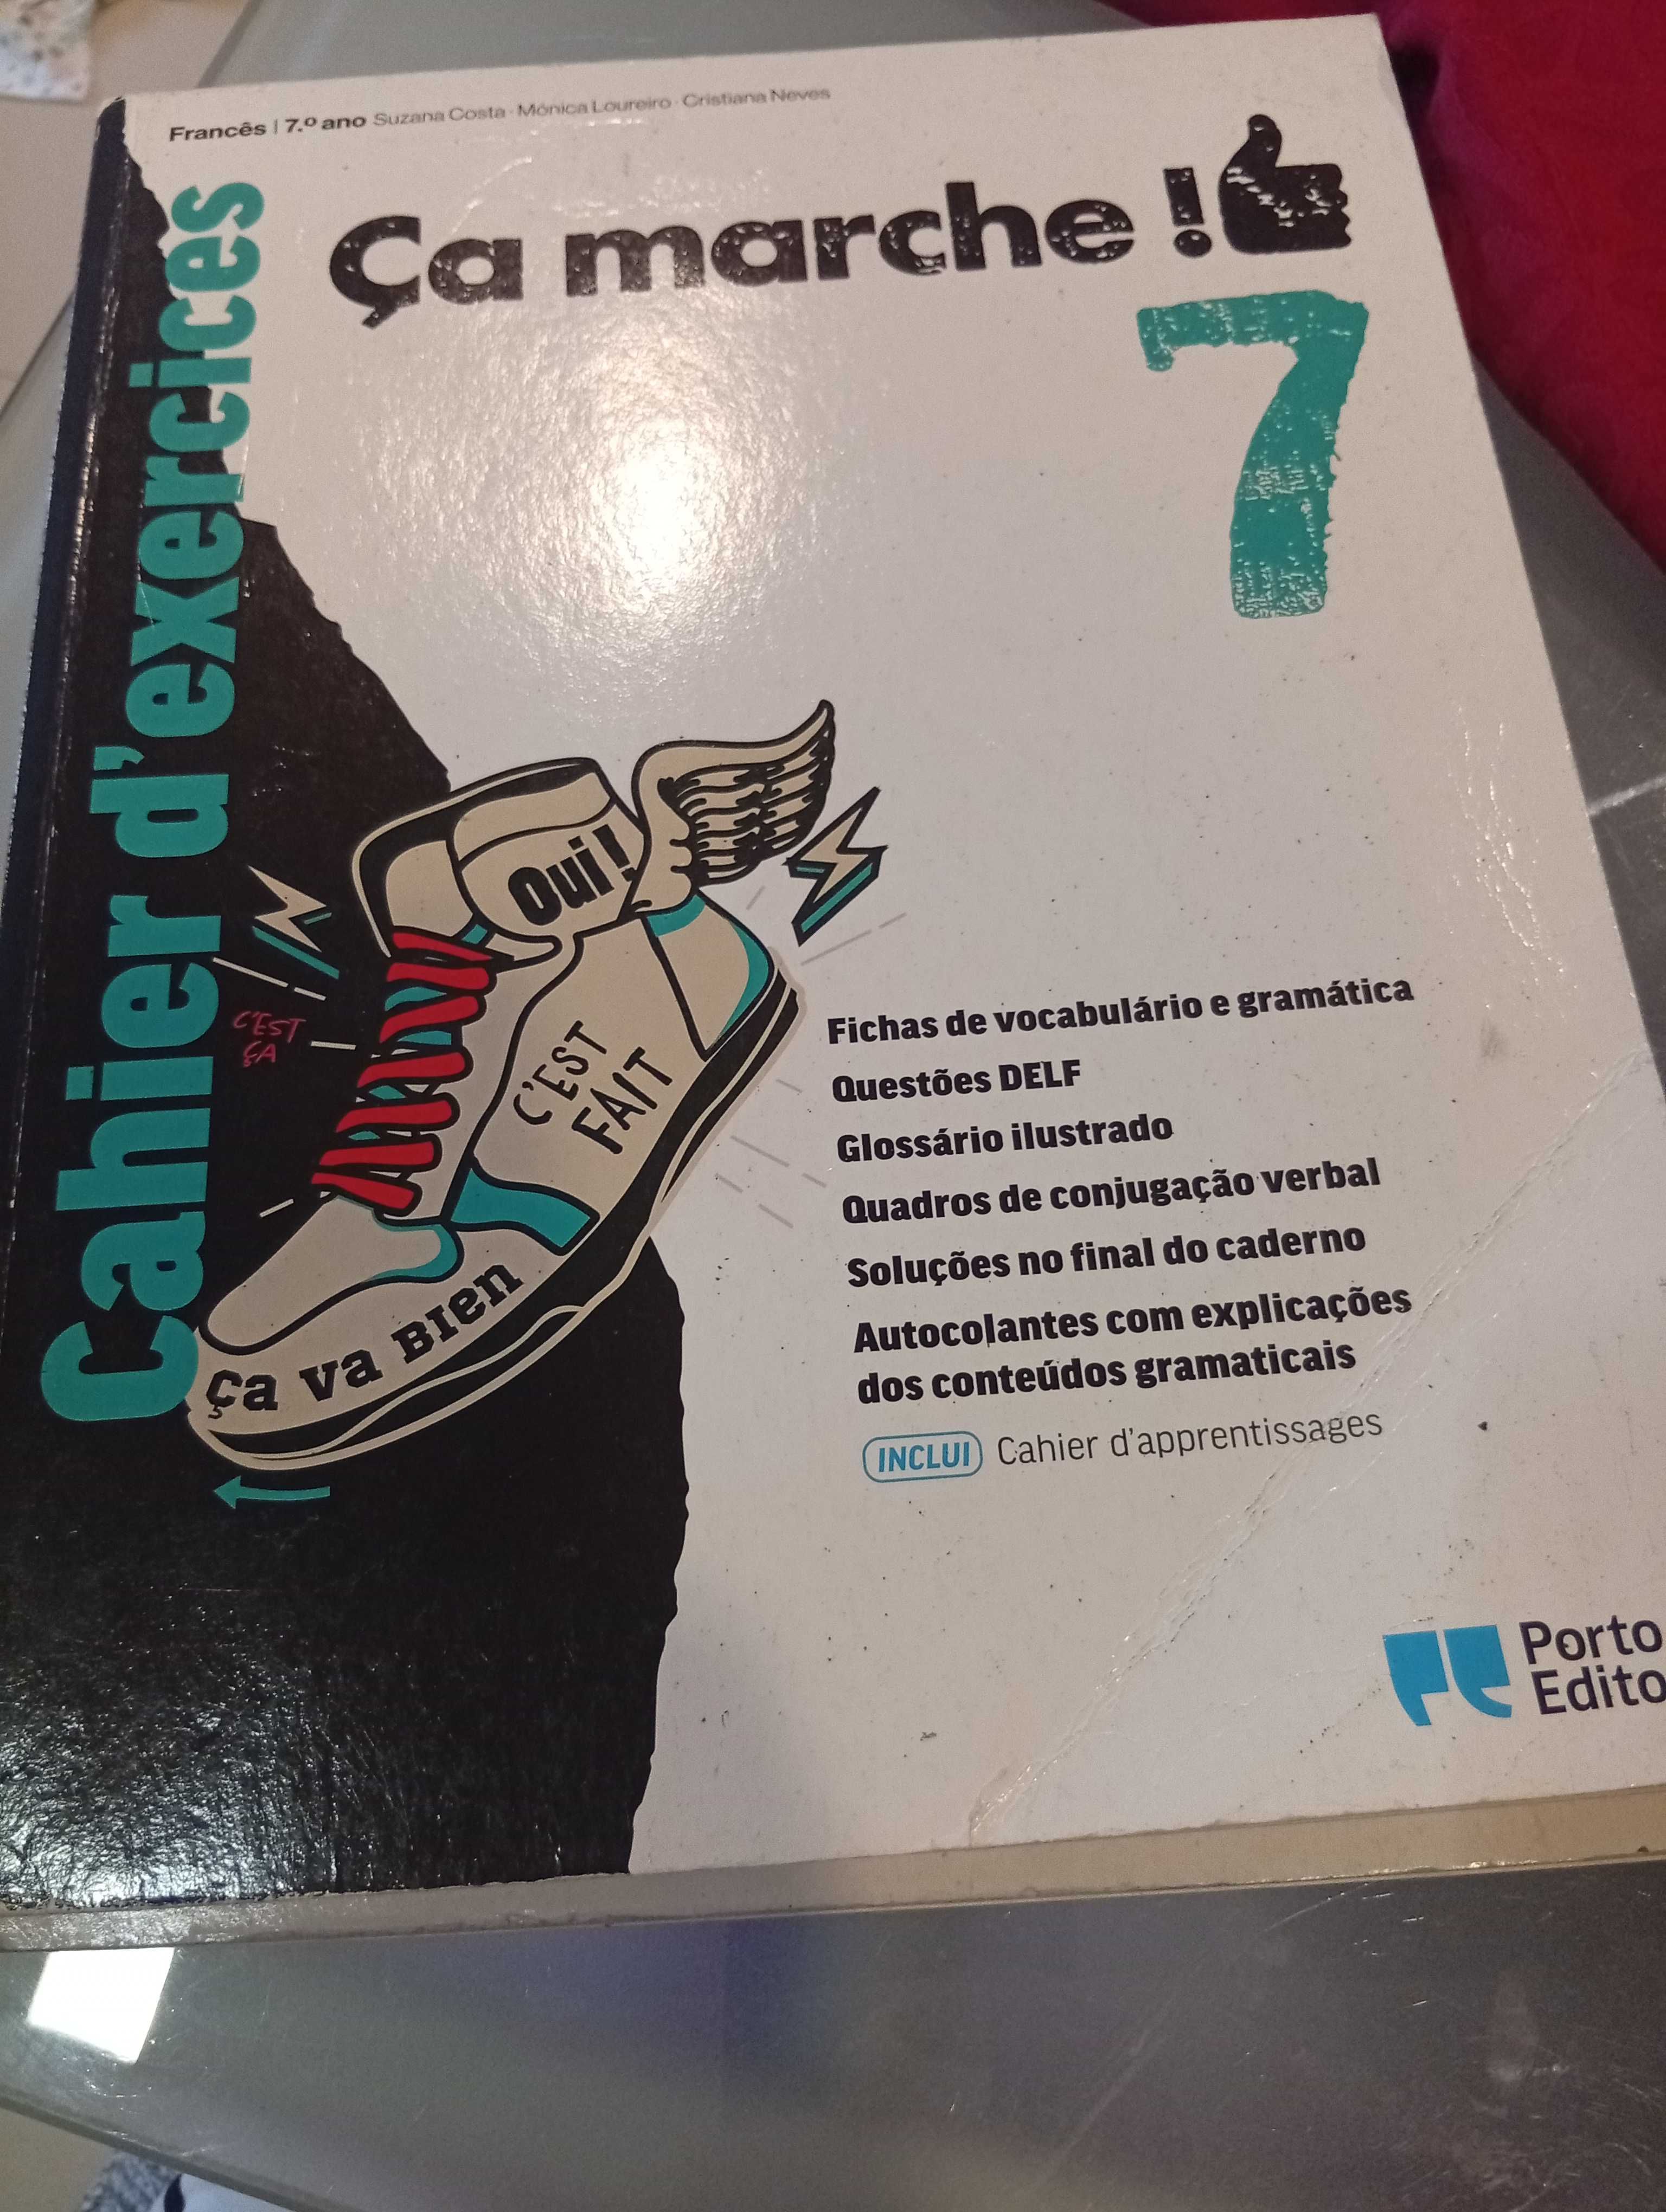 Francês | 7.º ano Suzana Costa · Mónica Loureiro · Cristiana Neves
Ça marche !
7
Cahier d'exercices
Oui !
C'EST
FAIT
C'EST
ÇA
Ça va BIen
Fichas de vocabulário e gramática
Questões DELF
Glossário ilustrado
Quadros de conjugação verbal
Soluções no final do caderno
Autocolantes com explicações
dos conteúdos gramaticais
INCLUI Cahier d'apprentissages
Porto
Edito